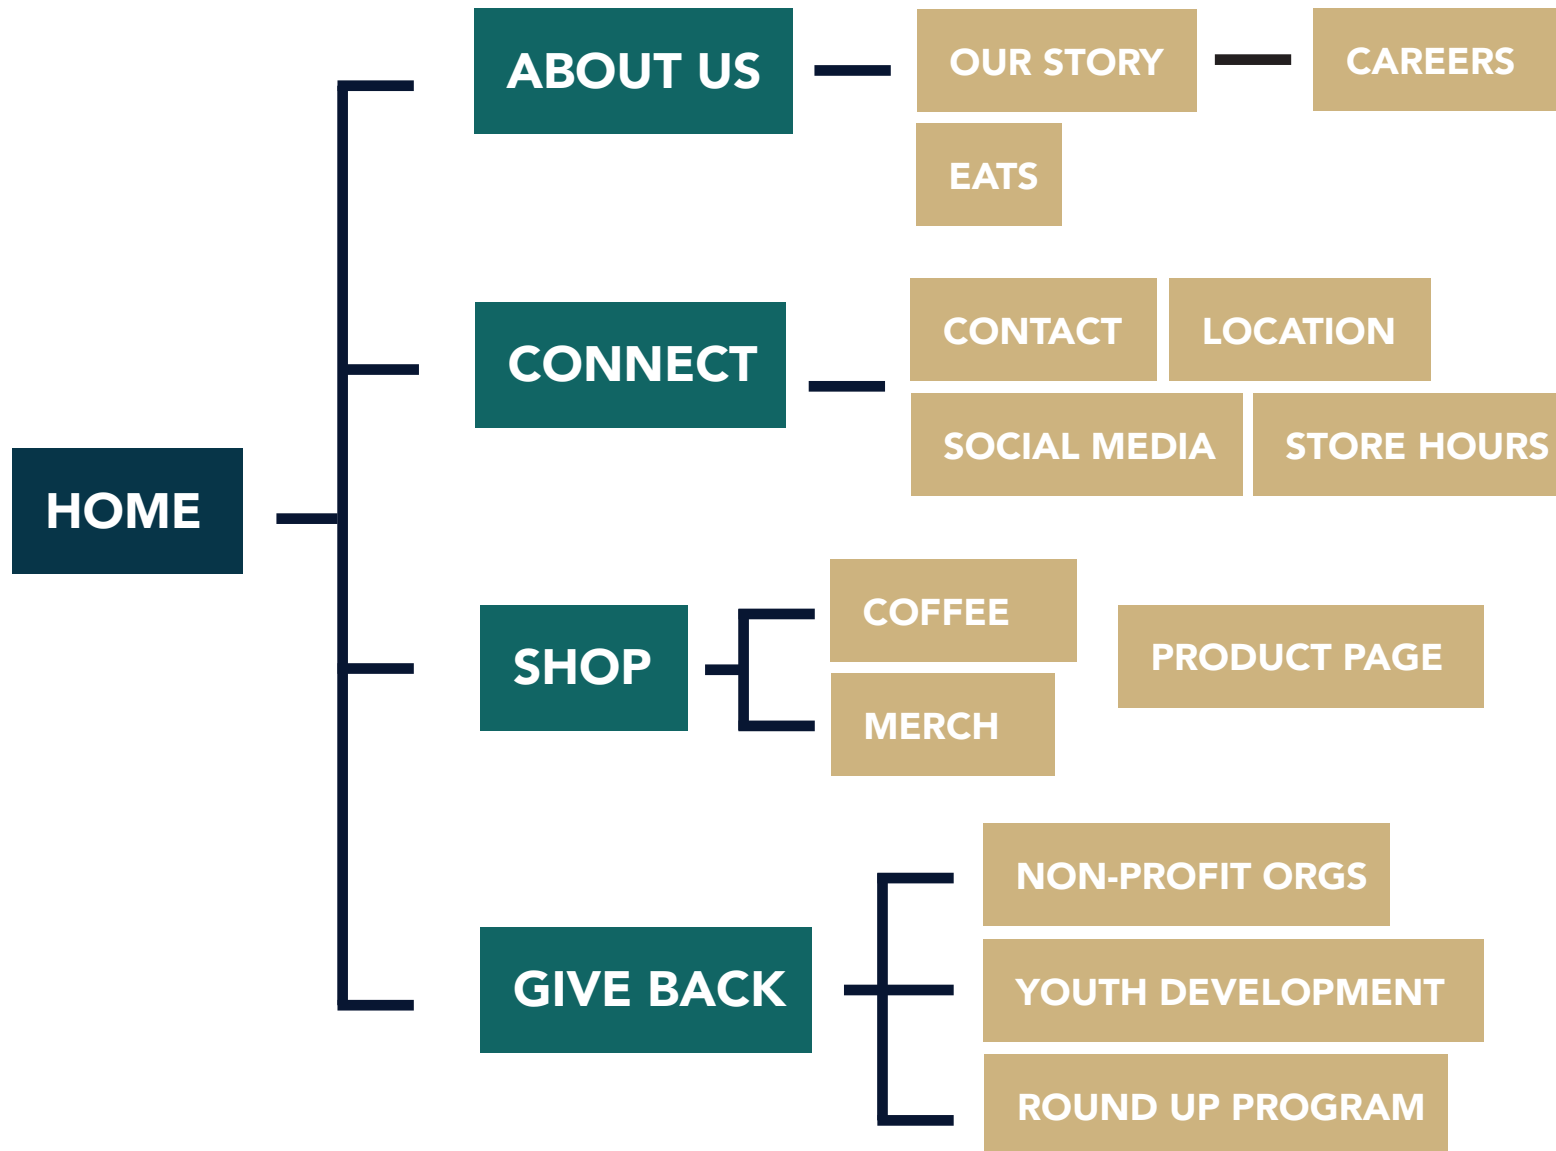 HOME
ABOUT US
OUR STORY
CAREERS
EATS
CONNECT
CONTACT
LOCATION
SOCIAL MEDIA
STORE HOURS
SHOP
COFFEE
MERCH
PRODUCT PAGE
GIVE BACK
NON-PROFIT ORGS
YOUTH DEVELOPMENT
ROUND UP PROGRAM